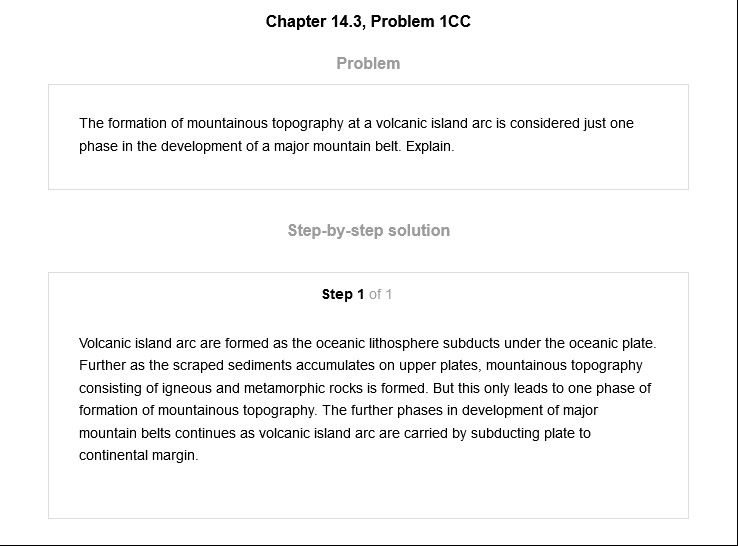 Chapter 14.3, Problem 1CC
Problem
The formation of mountainous topography at a volcanic island arc is considered just one
phase in the development of a major mountain belt. Explain.
Step-by-step solution
Step 1 of 1
Volcanic island arc are formed as the oceanic lithosphere subducts under the oceanic plate.
Further as the scraped sediments accumulates on upper plates, mountainous topography
consisting of igneous and metamorphic rocks is formed. But this only leads to one phase of
formation of mountainous topography. The further phases in development of major
mountain belts continues as volcanic island arc are carried by subducting plate to
continental margin.